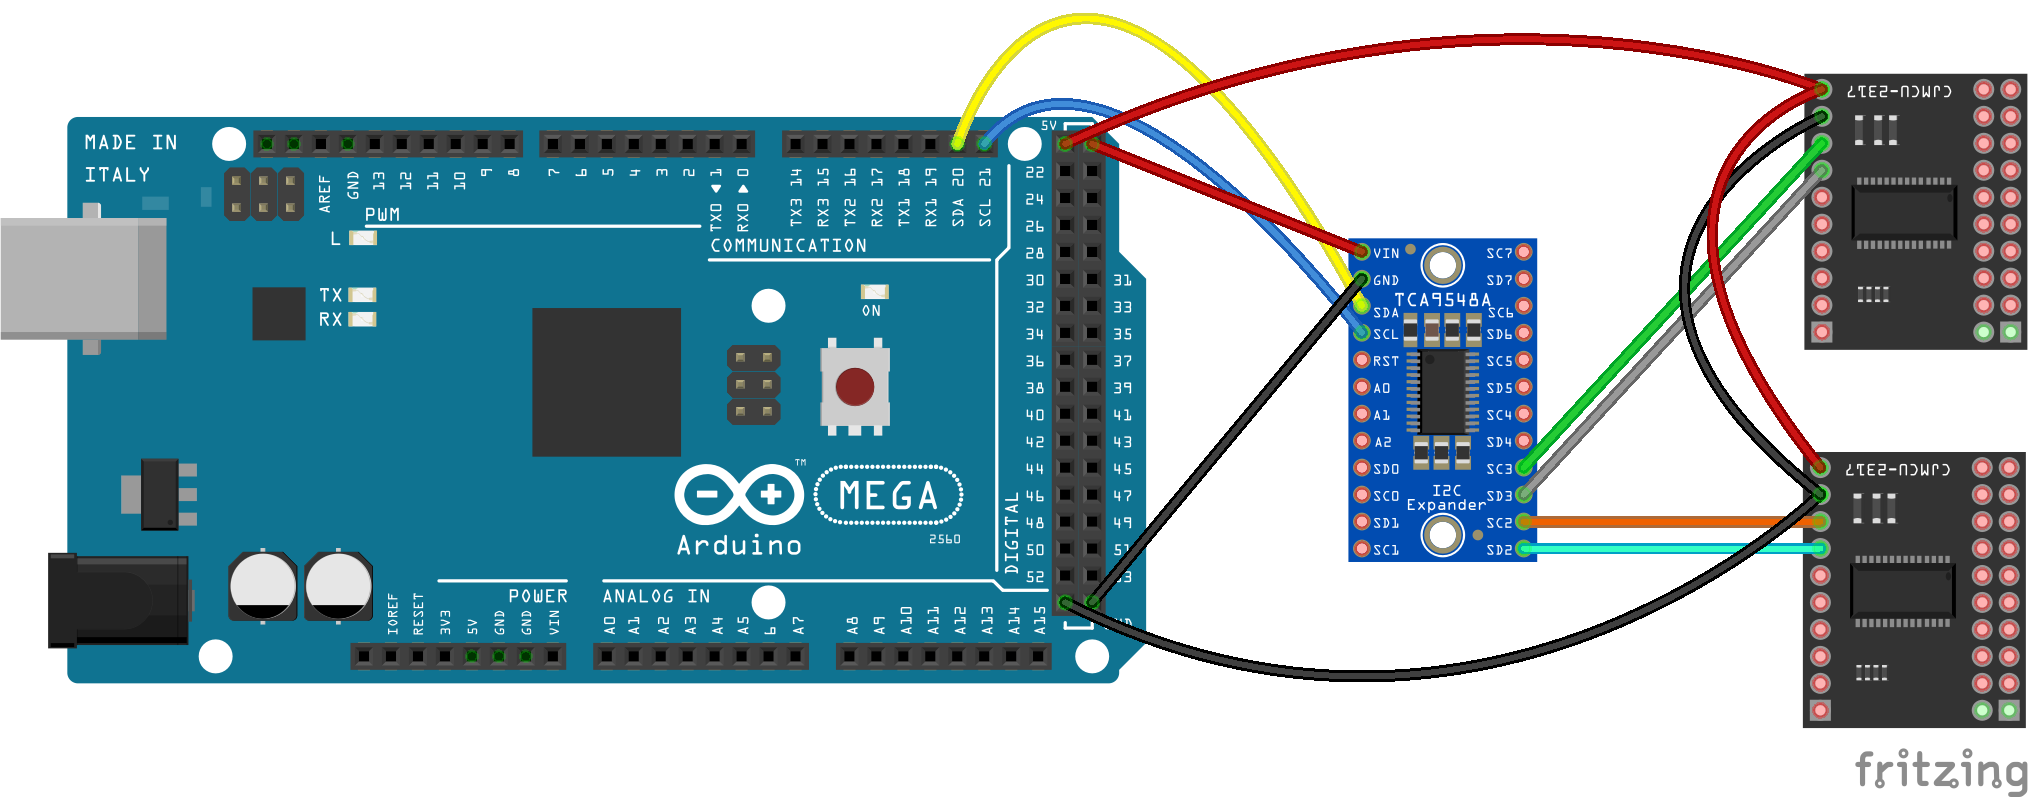 MADE IN
ITALY
AREF
GND
13
12
11
10
9
8
7
6
5
4
3
2
TX0 1
RX0 0
TX3 14
RX3 15
TX2 16
RX2 17
TX1 18
RX1 19
SDA 20
SCL 21
5V
PWM
L
COMMUNICATION
TX
RX
ON
22
24
26
28
30 31
32 33
34 35
36 37
38 39
40 41
42 43
44 45
46 47
48 49
50 51
52
DIGITAL
TM
MEGA
2560
Arduino
POWER
ANALOG IN
IOREF
RESET
3V3
5V
GND
GND
VIN
A0
A1
A2
A3
A4
A5
6
A7
A8
A9
A10
A11
A12
A13
A14
A15
VIN SC7
GND SD7
TCA9548A
SDA SC6
SCL SD6
RST SC5
A0 SD5
A1 SC4
A2 SD4
SD0 SC3
SC0 SD3
I2C
Expander
SD1 SC2
SC1 SD2
CJMCU-2317
CJMCU-2317
fritzing